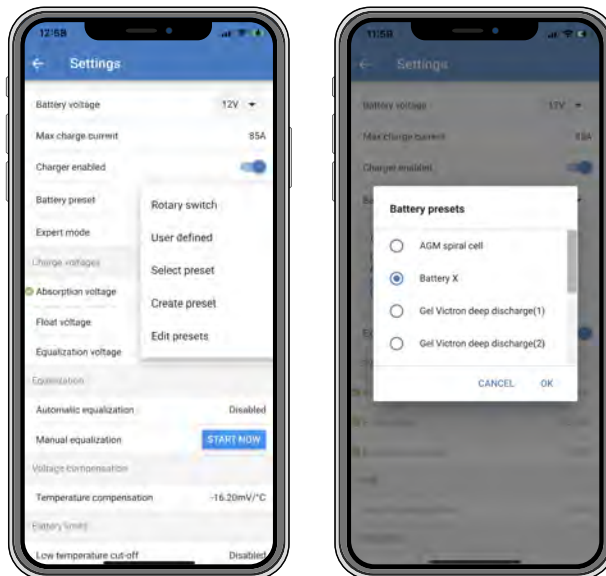 12:58
Settings
Battery voltage 12V
Max charge current 85A
Charger enabled
Battery preset
Expert mode
Charge voltages
Absorption voltage
Float voltage
Equalization voltage
Equalization
Automatic equalization Disabled
Manual equalization START NOW
Voltage compensation
Temperature compensation -16.20mV/°C
Battery limits
Low temperature cut-off Disabled
Rotary switch
User defined
Select preset
Create preset
Edit presets
11:58
Settings
Battery voltage 12V
Max charge current 85A
Charger enabled
Battery presets
AGM spiral cell
Battery X
Gel Victron deep discharge(1)
Gel Victron deep discharge(2)
CANCEL OK